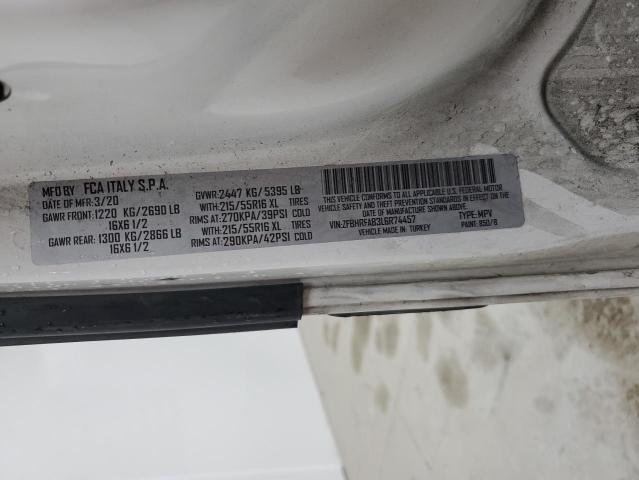 MFD BY FCA ITALY S.P.A.
DATE OF MFR:3/20 GVWR:2447 KG/5395 LB
GAWR FRONT:1220 KG/2690 LB WITH:215/55R16 XL TIRES
16X6 1/2 RIMS AT:270KPA/39PSI COLD
GAWR REAR:1300 KG/2866 LB WITH:215/55R16 XL TIRES
16X6 1/2 RIMS AT:290KPA/42PSI COLD
THIS VEHICLE CONFORMS TO ALL APPLICABLE U.S. FEDERAL MOTOR
VEHICLE SAFETY AND THEFT PREVENTION STANDARDS IN EFFECT ON
THE DATE OF MANUFACTURE SHOWN ABOVE.
VIN:ZFBHRFAB3L6R74457 TYPE: MPV
VEHICLE MADE IN: TURKEY PAINT: 950/B